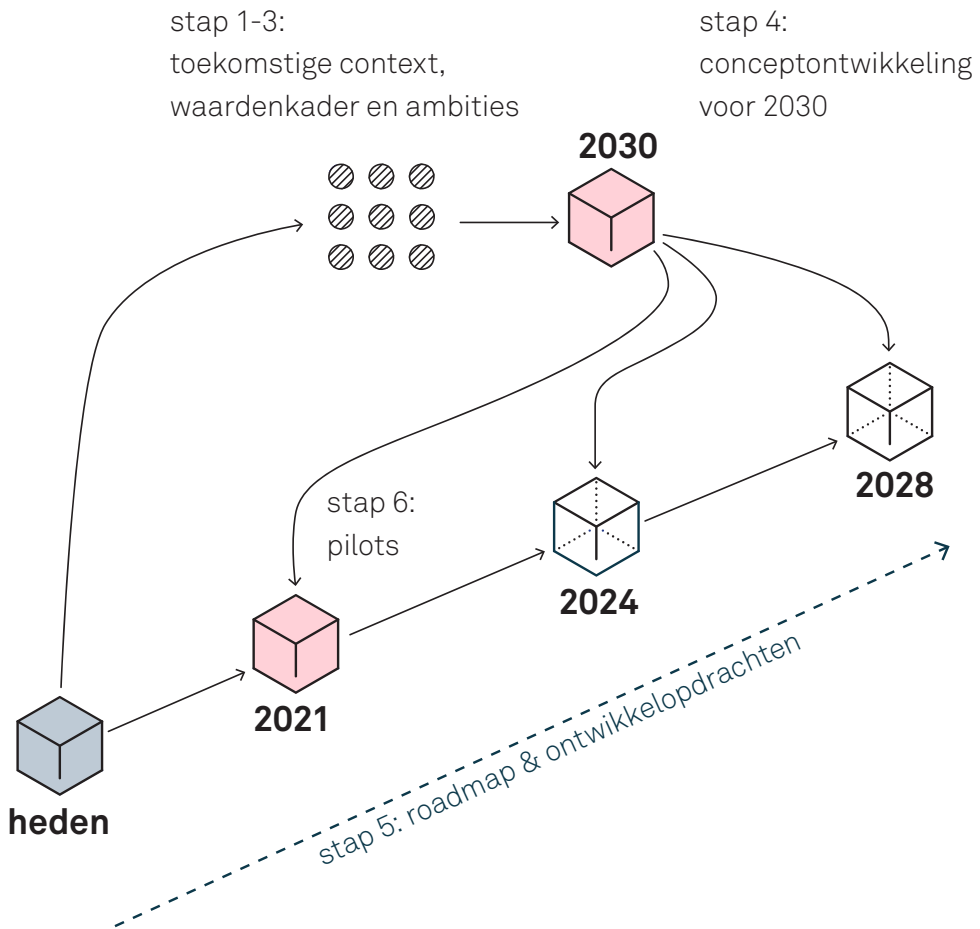 stap 1-3:
toekomstige context,
waardenkader en ambities
stap 4:
conceptontwikkeling
voor 2030
2030
2028
stap 6:
pilots
2024
2021
heden
stap 5: roadmap & ontwikkelopdrachten